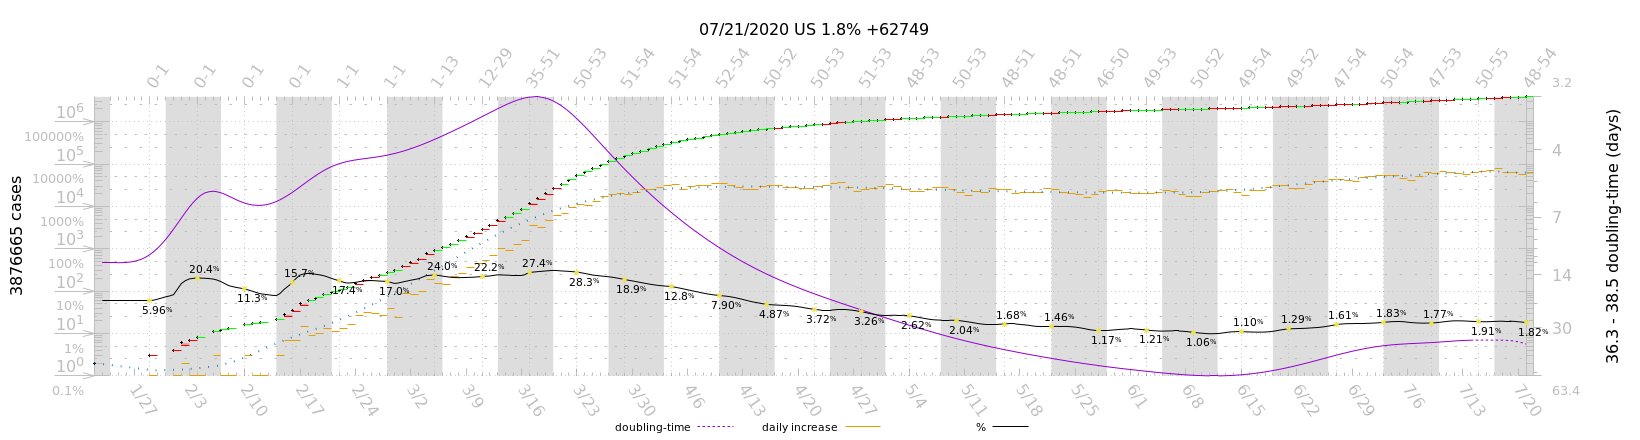 07/21/2020 US 1.8% +62749
0-1 0-1 0-1 0-1 1-1 1-1 1-13 12-29 35-51 50-53 51-54 51-54 52-54 50-52 50-53 51-53 48-53 50-53 48-51 48-51 46-50 49-53 50-52 49-54 49-52 47-54 50-54 47-53 50-55 48-54
3876665 cases
10⁶
100000%
10⁵
10000%
10⁴
1000%
10³
100%
10²
10%
10¹
1%
10⁰
0.1%
20.4% 15.7% 24.0% 22.2% 27.4%
5.96% 11.3% 17.4% 17.0% 28.3% 18.9% 12.8% 7.90% 4.87% 3.72% 3.26% 2.62% 2.04% 1.68% 1.46% 1.17% 1.21% 1.06% 1.10% 1.29% 1.61% 1.83% 1.77% 1.91% 1.82%
3.2
4
7
14
30
63.4
36.3 - 38.5 doubling-time (days)
1/27 2/3 2/10 2/17 2/24 3/2 3/9 3/16 3/23 3/30 4/6 4/13 4/20 4/27 5/4 5/11 5/18 5/25 6/1 6/8 6/15 6/22 6/29 7/6 7/13 7/20
doubling-time daily increase %